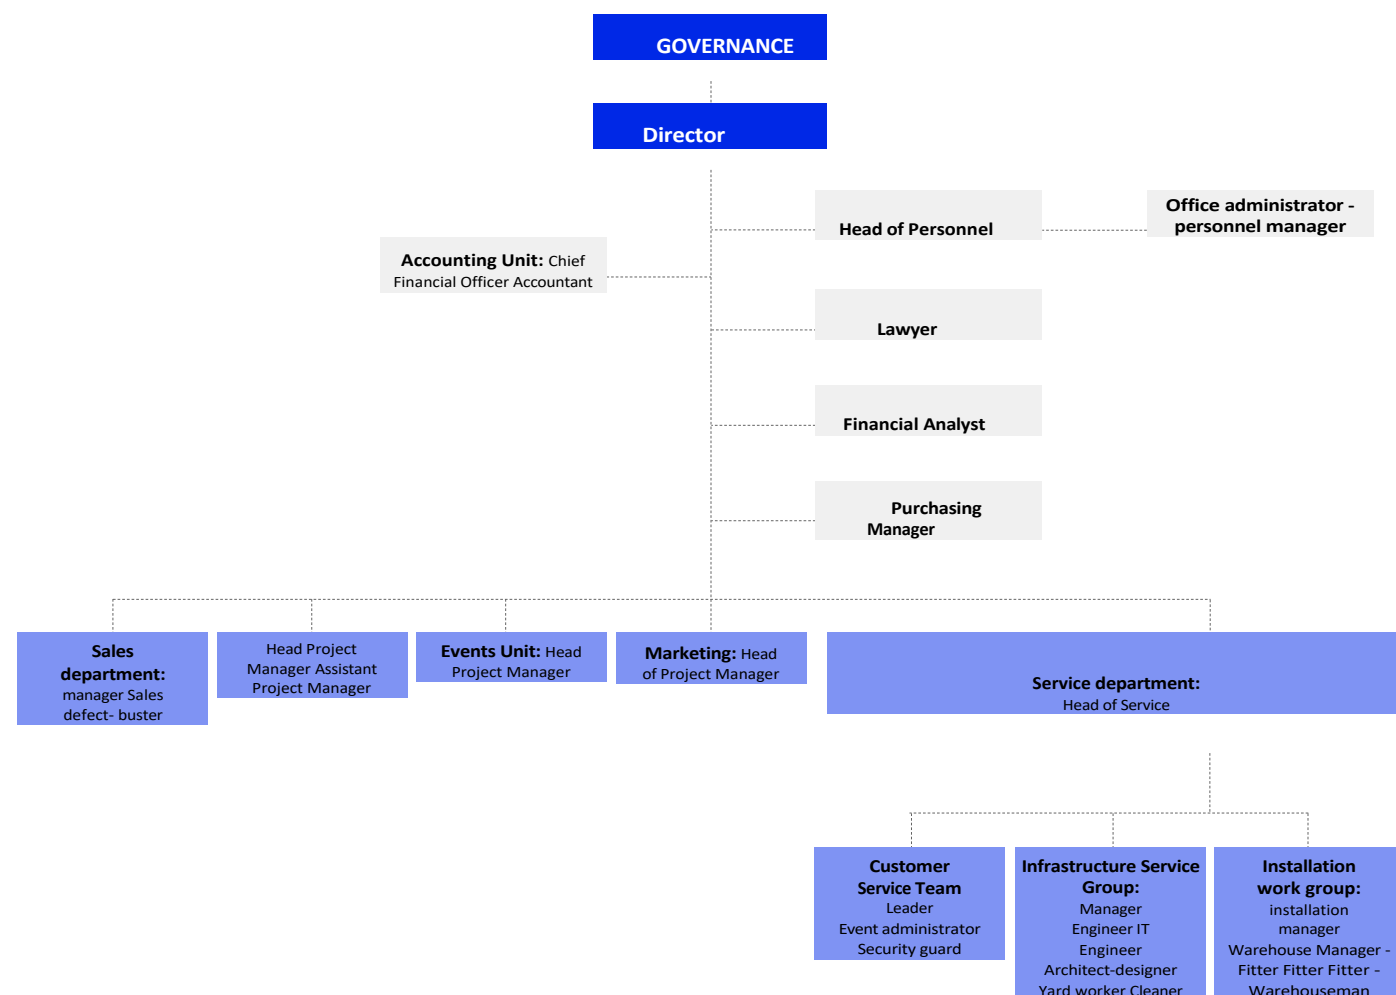 GOVERNANCE
Director
Head of Personnel
Office administrator -
personnel manager
Accounting Unit: Chief
Financial Officer Accountant
Lawyer
Financial Analyst
Purchasing
Manager
Sales
department:
manager Sales
defect- buster
Head Project
Manager Assistant
Project Manager
Events Unit: Head
Project Manager
Marketing: Head
of Project Manager
Service department:
Head of Service
Customer
Service Team
Leader
Event administrator
Security guard
Infrastructure Service
Group:
Manager
Engineer IT
Engineer
Architect-designer
Yard worker Cleaner
Installation
work group:
installation
manager
Warehouse Manager -
Fitter Fitter Fitter -
Warehouseman